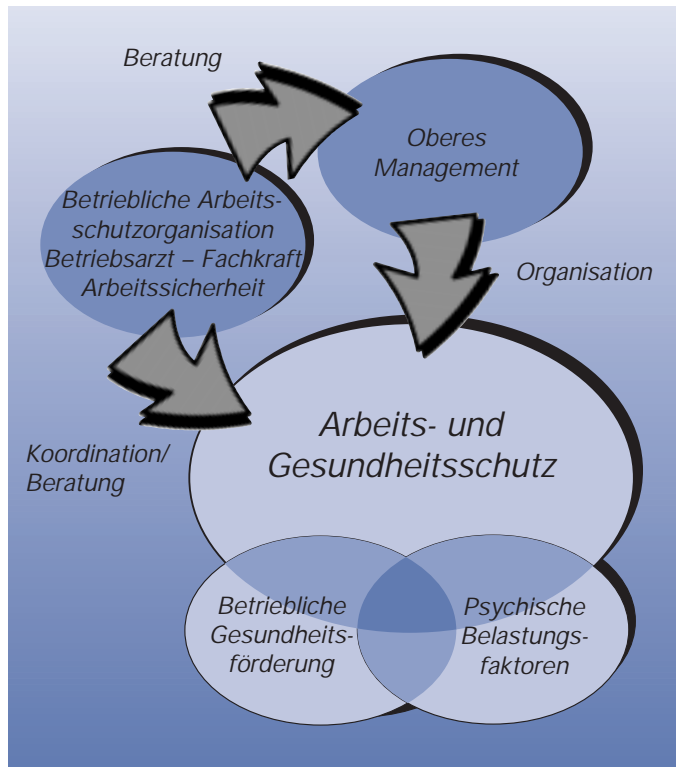 Beratung
Oberes
Management
Betriebliche Arbeits-
schutzorganisation
Betriebsarzt – Fachkraft
Arbeitssicherheit
Organisation
Koordination/
Beratung
Arbeits- und
Gesundheitsschutz
Betriebliche
Gesundheits-
förderung
Psychische
Belastungs-
faktoren